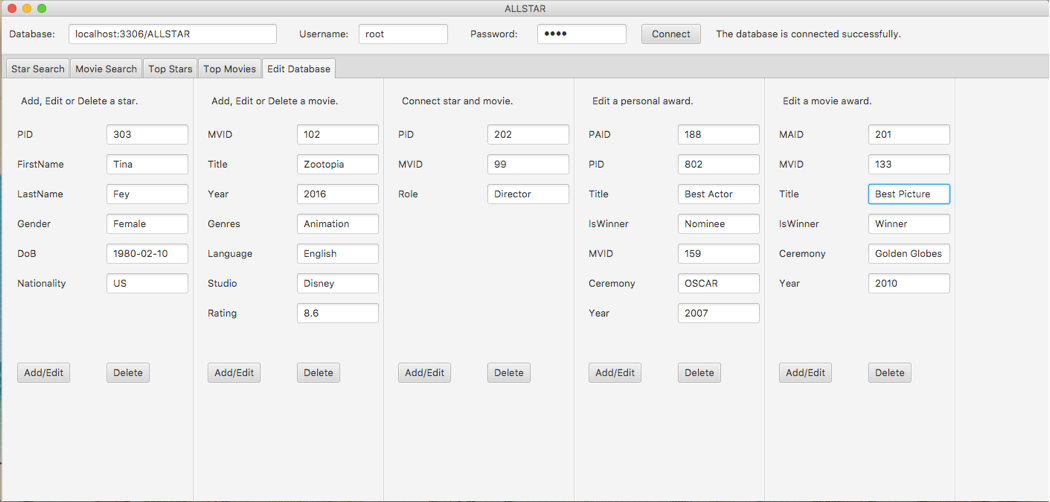 ALLSTAR
Database: localhost:3306/ALLSTAR Username: root Password: •••• Connect The database is connected successfully.
Star Search Movie Search Top Stars Top Movies Edit Database
Add, Edit or Delete a star.
PID 303
FirstName Tina
LastName Fey
Gender Female
DoB 1980-02-10
Nationality US
Add/Edit Delete
Add, Edit or Delete a movie.
MVID 102
Title Zootopia
Year 2016
Genres Animation
Language English
Studio Disney
Rating 8.6
Add/Edit Delete
Connect star and movie.
PID 202
MVID 99
Role Director
Add/Edit Delete
Edit a personal award.
PAID 188
PID 802
Title Best Actor
IsWinner Nominee
MVID 159
Ceremony OSCAR
Year 2007
Add/Edit Delete
Edit a movie award.
MAID 201
MVID 133
Title Best Picture
IsWinner Winner
Ceremony Golden Globes
Year 2010
Add/Edit Delete